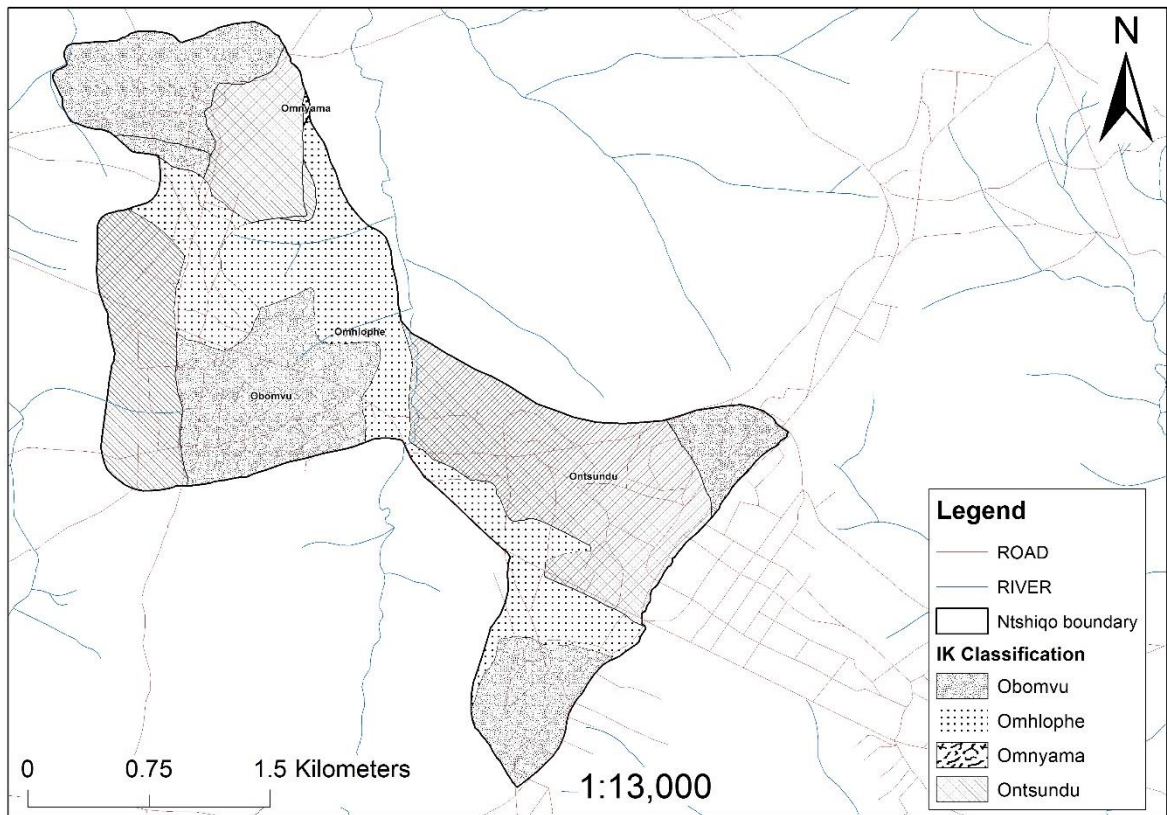 N
Omnyama
Omhlophe
Obomvu
Ontsundu
Legend
ROAD
RIVER
Ntshiqo boundary
IK Classification
Obomvu
Omhlophe
Omnyama
Ontsundu
0 0.75 1.5 Kilometers
1:13,000